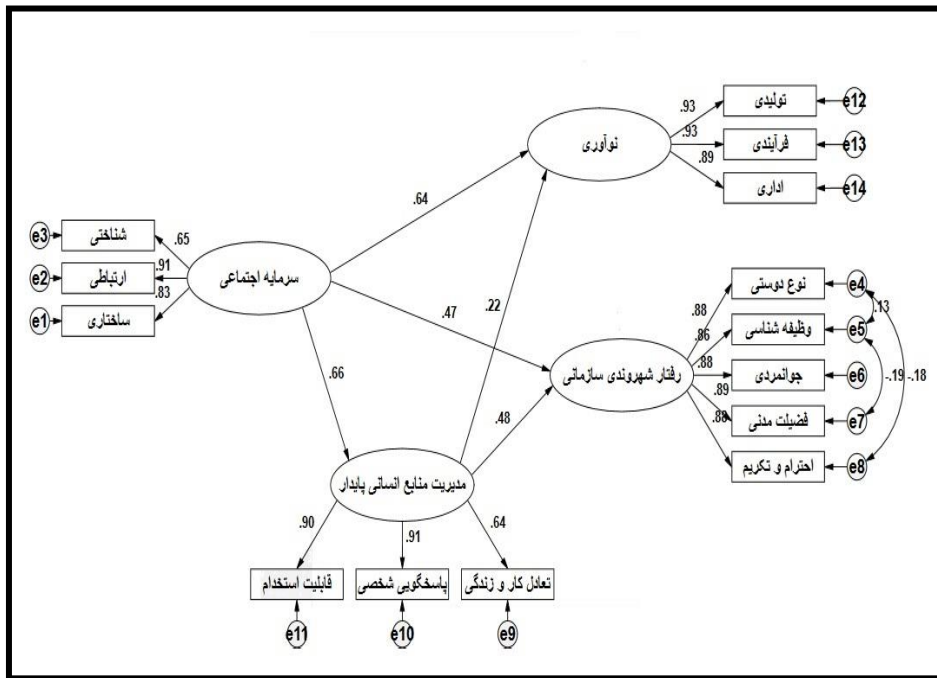 تولیدی
e12
.93
فرآیندی
e13
.93
نوآوری
اداری
e14
.89
.64
شناختی
e3
.65
ارتباطی
e2
.91
سرمایه اجتماعی
ساختاری
e1
.83
نوع دوستی
e4
.88
.13
.47
.22
وظیفه شناسی
e5
.86
رفتار شهروندی سازمانی
جوانمردی
e6
.88
-.19
-.18
.66
فضیلت مدنی
e7
.89
.48
احترام و تکریم
e8
.88
مدیریت منابع انسانی پایدار
.90
.91
.64
قابلیت استخدام
پاسخگویی شخصی
تعادل کار و زندگی
e11
e10
e9